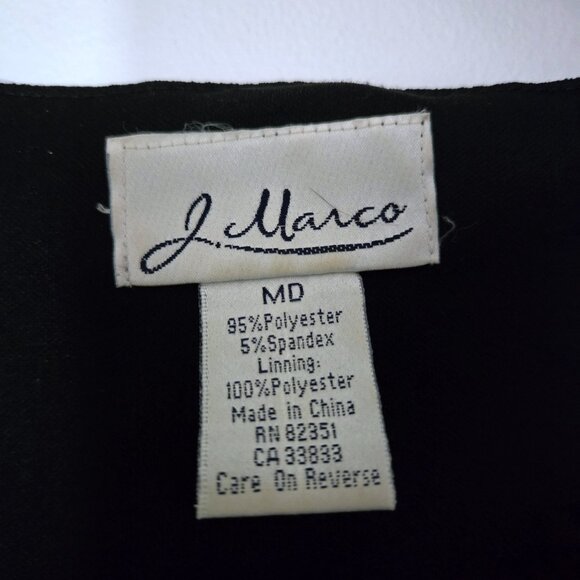 J. Marco
MD
95%Polyester
5%Spandex
Linning:
100%Polyester
Made in China
RN 82351
CA 33833
Care On Reverse